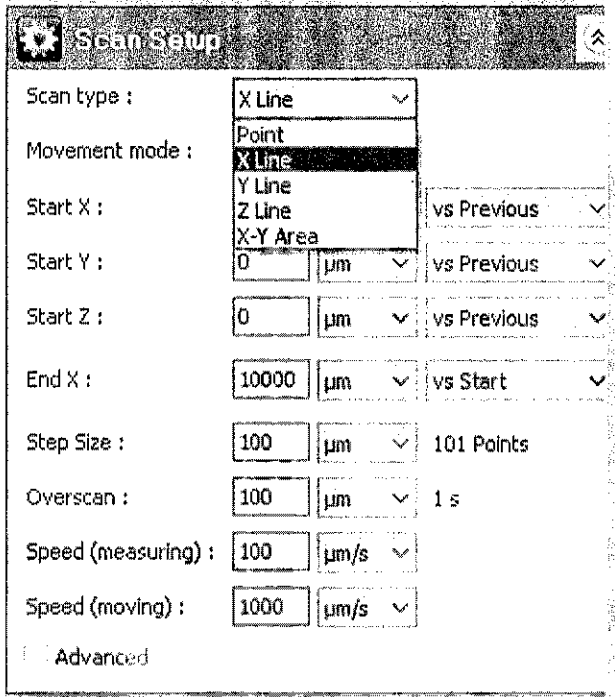 Scan Setup
Scan type : X Line
Point
Movement mode : X Line
Y Line
Start X : Z Line vs Previous
X-Y Area
Start Y : 0 µm vs Previous
Start Z : 0 µm vs Previous
End X : 10000 µm vs Start
Step Size : 100 µm 101 Points
Overscan : 100 µm 1 s
Speed (measuring) : 100 µm/s
Speed (moving) : 1000 µm/s
Advanced